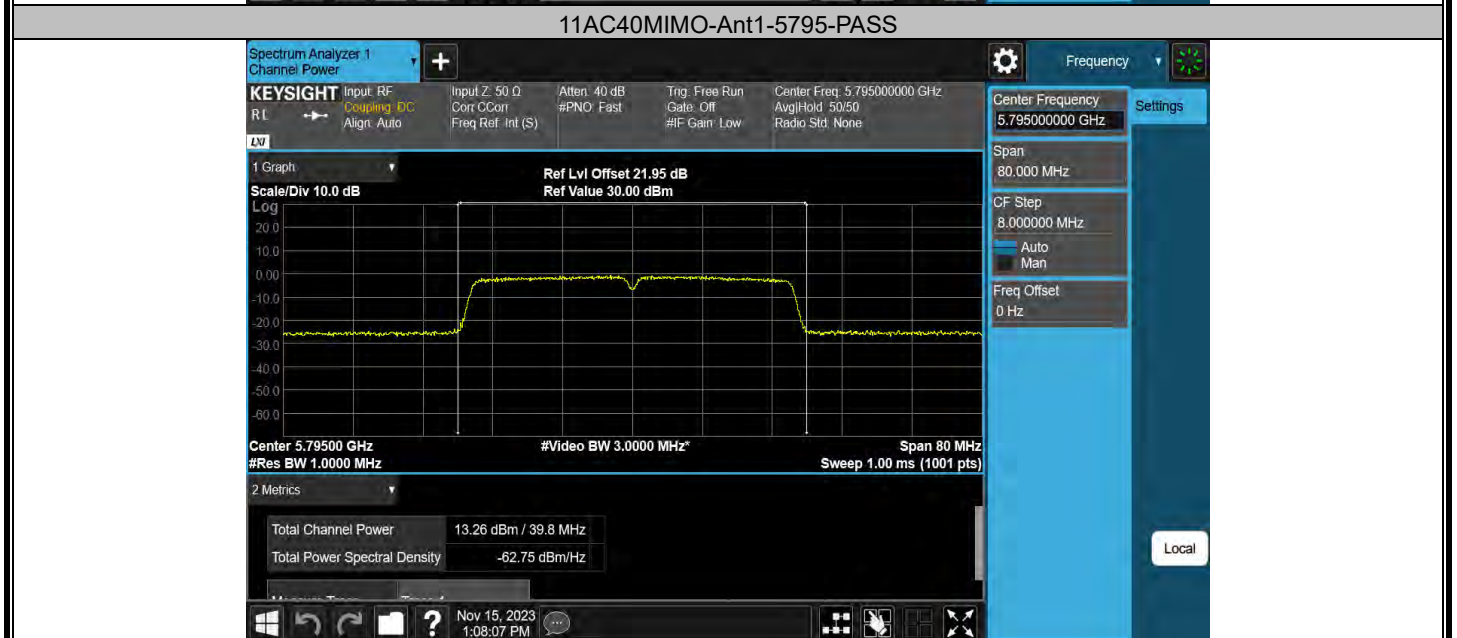 11AC40MIMO-Ant1-5795-PASS
Spectrum Analyzer 1
Channel Power
Frequency
KEYSIGHT
RL
LXI
Input: RF
Coupling: DC
Align: Auto
Input Z: 50 Ω
Corr CCorr
Freq Ref: Int (S)
Atten: 40 dB
#PNO: Fast
Trig: Free Run
Gate: Off
#IF Gain: Low
Center Freq: 5.795000000 GHz
Avg|Hold: 50/50
Radio Std: None
Center Frequency
5.795000000 GHz
Settings
Span
80.000 MHz
CF Step
8.000000 MHz
Auto
Man
Freq Offset
0 Hz
1 Graph
Scale/Div 10.0 dB
Ref Lvl Offset 21.95 dB
Ref Value 30.00 dBm
Log
20.0
10.0
0.00
-10.0
-20.0
-30.0
-40.0
-50.0
-60.0
Center 5.79500 GHz
#Res BW 1.0000 MHz
#Video BW 3.0000 MHz*
Span 80 MHz
Sweep 1.00 ms (1001 pts)
2 Metrics
Total Channel Power 13.26 dBm / 39.8 MHz
Total Power Spectral Density -62.75 dBm/Hz
Local
?
Nov 15, 2023
1:08:07 PM